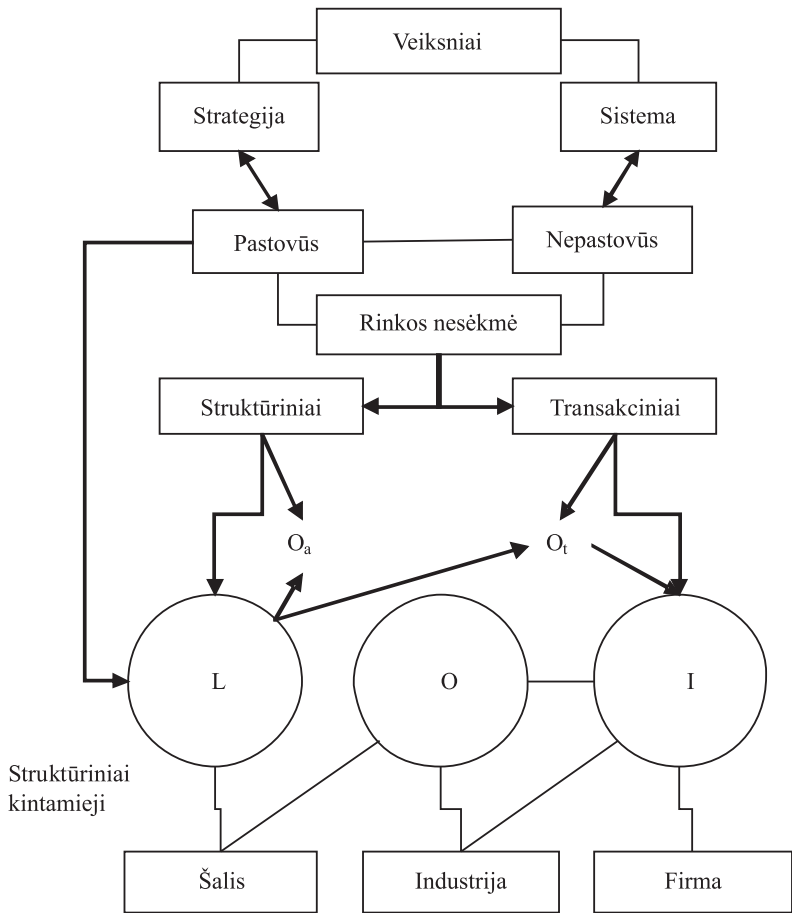 Veiksniai
Strategija
Sistema
Pastovūs
Nepastovūs
Rinkos nesėkmė
Struktūriniai
Transakciniai
Oa
Ot
L
O
I
Struktūriniai
kintamieji
Šalis
Industrija
Firma